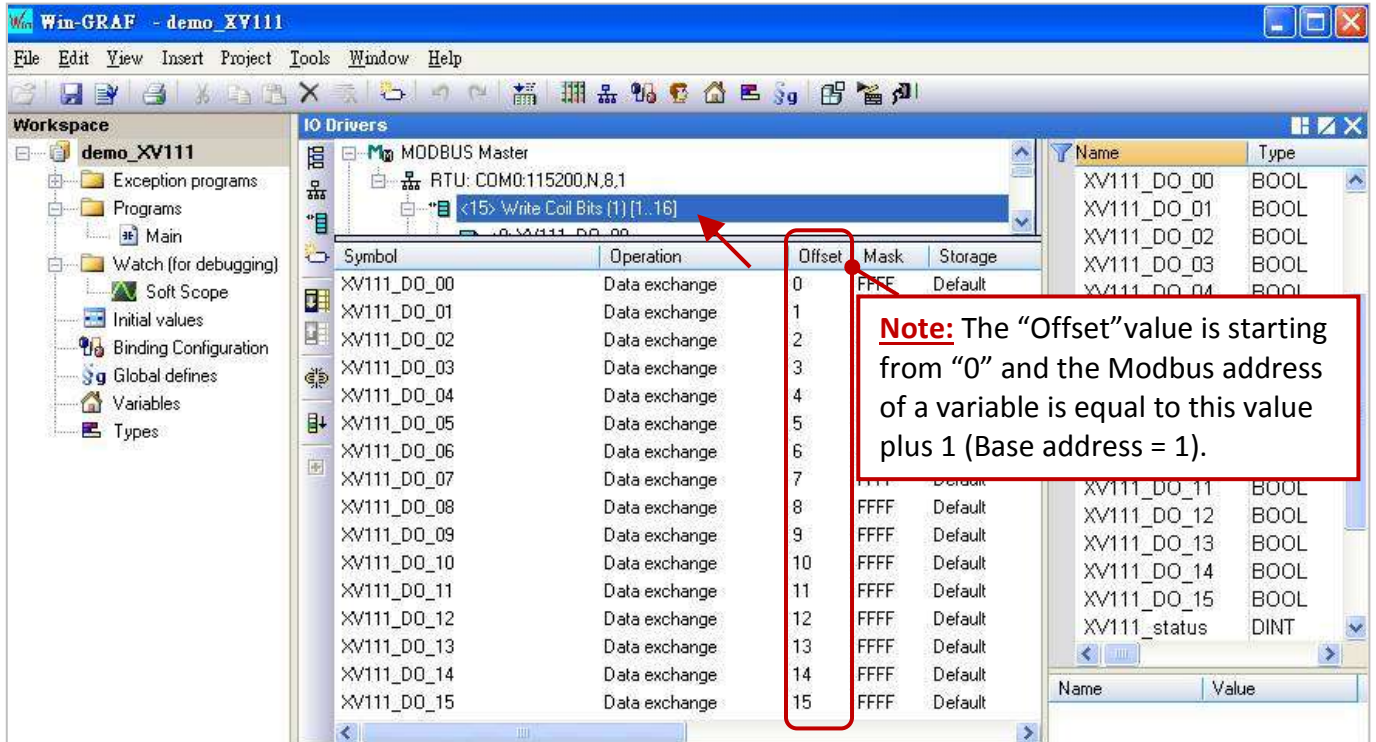 Win-GRAF - demo_XV111
File Edit View Insert Project Tools Window Help
Workspace
demo_XV111
Exception programs
Programs
Main
Watch (for debugging)
Soft Scope
Initial values
Binding Configuration
Global defines
Variables
Types
IO Drivers
MODBUS Master
RTU: COM0:115200,N,8,1
<15> Write Coil Bits (1) [1..16]
Symbol Operation Offset Mask Storage
XV111_DO_00 Data exchange 0 FFFF Default
XV111_DO_01 Data exchange 1
XV111_DO_02 Data exchange 2
XV111_DO_03 Data exchange 3
XV111_DO_04 Data exchange 4
XV111_DO_05 Data exchange 5
XV111_DO_06 Data exchange 6
XV111_DO_07 Data exchange 7 FFFF Default
XV111_DO_08 Data exchange 8 FFFF Default
XV111_DO_09 Data exchange 9 FFFF Default
XV111_DO_10 Data exchange 10 FFFF Default
XV111_DO_11 Data exchange 11 FFFF Default
XV111_DO_12 Data exchange 12 FFFF Default
XV111_DO_13 Data exchange 13 FFFF Default
XV111_DO_14 Data exchange 14 FFFF Default
XV111_DO_15 Data exchange 15 FFFF Default
Note: The “Offset”value is starting
from “0” and the Modbus address
of a variable is equal to this value
plus 1 (Base address = 1).
Name Type
XV111_DO_00 BOOL
XV111_DO_01 BOOL
XV111_DO_02 BOOL
XV111_DO_03 BOOL
XV111_DO_04 BOOL
XV111_DO_11 BOOL
XV111_DO_12 BOOL
XV111_DO_13 BOOL
XV111_DO_14 BOOL
XV111_DO_15 BOOL
XV111_status DINT
Name Value